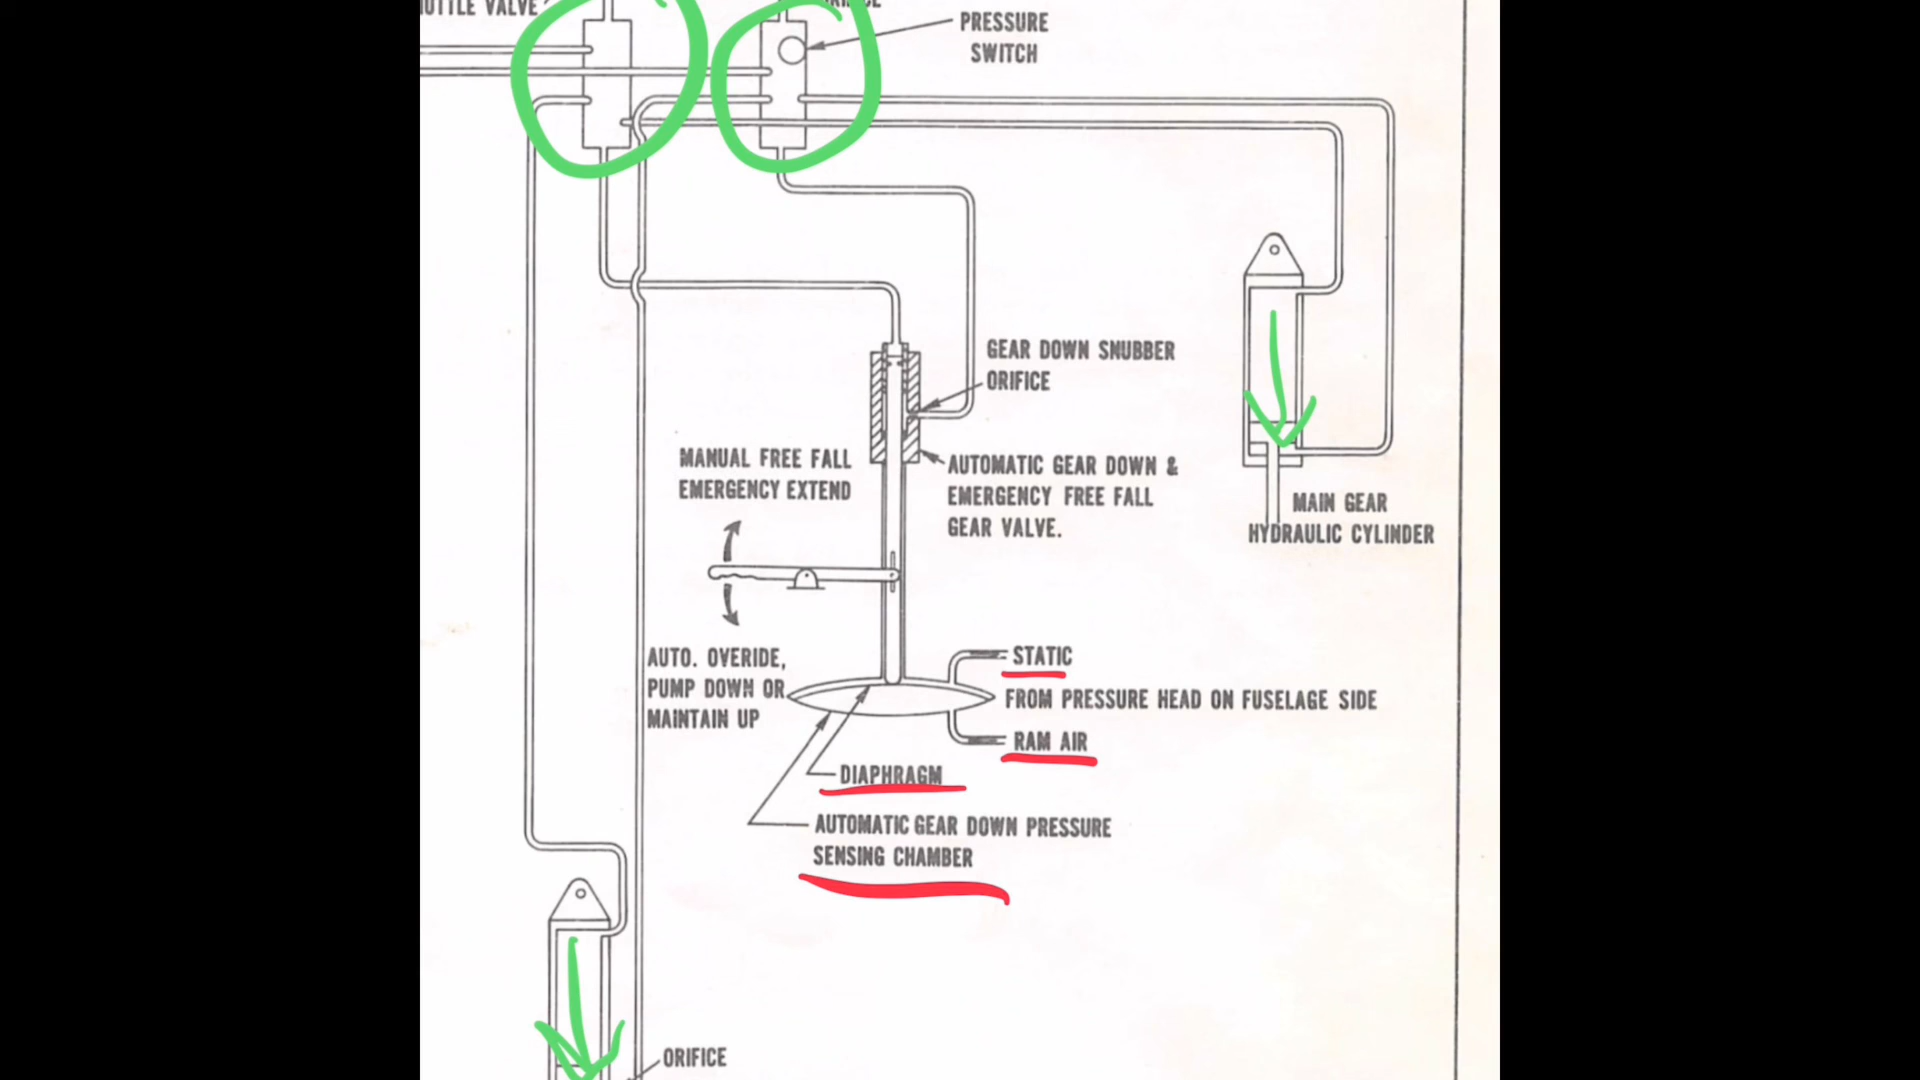 VALVE
PRESSURE
SWITCH
GEAR DOWN SNUBBER
ORIFICE
MANUAL FREE FALL
EMERGENCY EXTEND
AUTOMATIC GEAR DOWN &
EMERGENCY FREE FALL
GEAR VALVE.
MAIN GEAR
HYDRAULIC CYLINDER
AUTO. OVERIDE,
PUMP DOWN OR
MAINTAIN UP
STATIC
FROM PRESSURE HEAD ON FUSELAGE SIDE
RAM AIR
DIAPHRAGM
AUTOMATIC GEAR DOWN PRESSURE
SENSING CHAMBER
ORIFICE